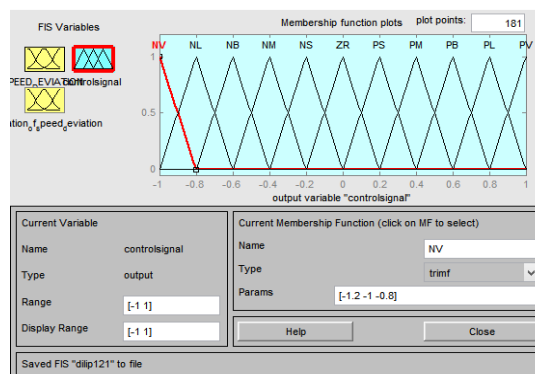 FIS Variables
Membership function plots
plot points:
181
NV NL NB NM NS ZR PS PM PB PL PV
1
controlsignal
0.5
0
-1 -0.8 -0.6 -0.4 -0.2 0 0.2 0.4 0.6 0.8 1
output variable "controlsignal"
Current Variable
Name controlsignal
Type output
Range [-1 1]
Display Range [-1 1]
Current Membership Function (click on MF to select)
Name NV
Type trimf
Params [-1.2 -1 -0.8]
Help Close
Saved FIS "dilip121" to file